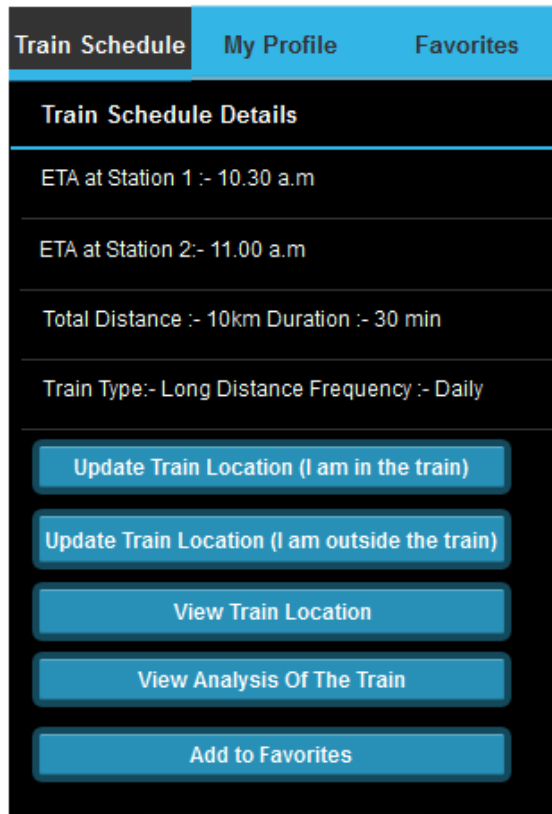 Train Schedule My Profile Favorites
Train Schedule Details
ETA at Station 1 :- 10.30 a.m
ETA at Station 2:- 11.00 a.m
Total Distance :- 10km Duration :- 30 min
Train Type:- Long Distance Frequency :- Daily
Update Train Location (I am in the train)
Update Train Location (I am outside the train)
View Train Location
View Analysis Of The Train
Add to Favorites